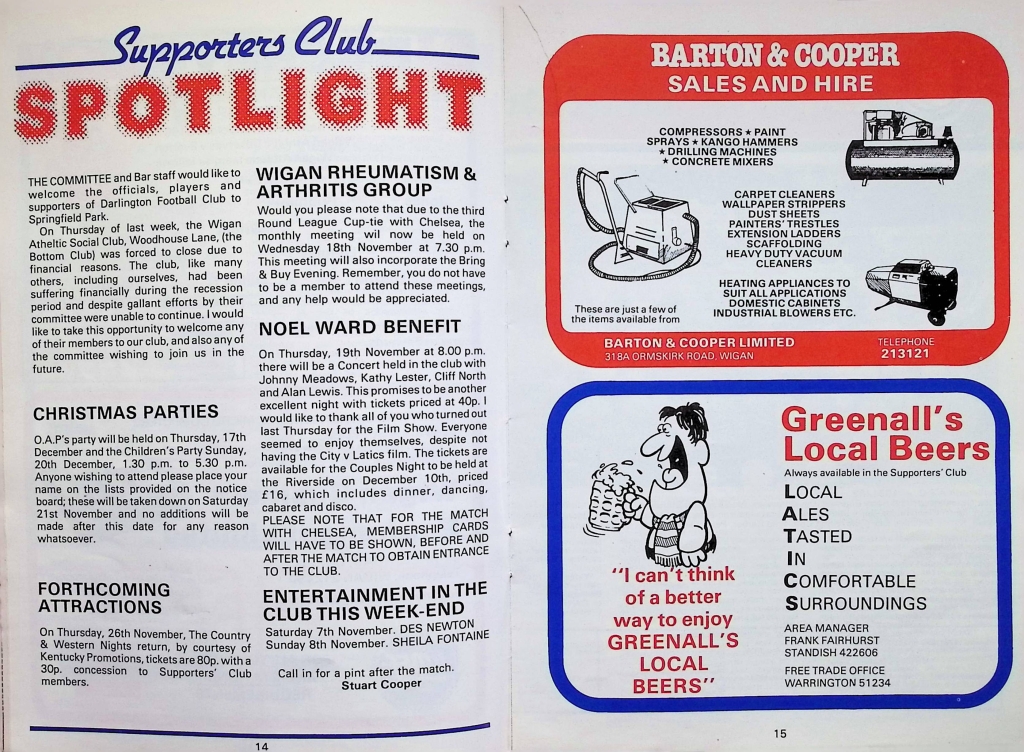 Supporters Club
SPOTLIGHT
THE COMMITTEE and Bar staff would like to
welcome the officials, players and
supporters of Darlington Football Club to
Springfield Park.
On Thursday of last week, the Wigan
Atheltic Social Club, Woodhouse Lane, (the
Bottom Club) was forced to close due to
financial reasons. The club, like many
others, including ourselves, had been
suffering financially during the recession
period and despite gallant efforts by their
committee were unable to continue. I would
like to take this opportunity to welcome any
of their members to our club, and also any of
the committee wishing to join us in the
future.
CHRISTMAS PARTIES
O.A.P's party will be held on Thursday, 17th
December and the Children's Party Sunday,
20th December, 1.30 p.m. to 5.30 p.m.
Anyone wishing to attend please place your
name on the lists provided on the notice
board; these will be taken down on Saturday
21st November and no additions will be
made after this date for any reason
whatsoever.
FORTHCOMING
ATTRACTIONS
On Thursday, 26th November, The Country
& Western Nights return, by courtesy of
Kentucky Promotions, tickets are 80p. with a
30p. concession to Supporters' Club
members.
WIGAN RHEUMATISM &
ARTHRITIS GROUP
Would you please note that due to the third
Round League Cup-tie with Chelsea, the
monthly meeting wil now be held on
Wednesday 18th November at 7.30 p.m.
This meeting will also incorporate the Bring
& Buy Evening. Remember, you do not have
to be a member to attend these meetings,
and any help would be appreciated.
NOEL WARD BENEFIT
On Thursday, 19th November at 8.00 p.m.
there will be a Concert held in the club with
Johnny Meadows, Kathy Lester, Cliff North
and Alan Lewis. This promises to be another
excellent night with tickets priced at 40p. I
would like to thank all of you who turned out
last Thursday for the Film Show. Everyone
seemed to enjoy themselves, despite not
having the City v Latics film. The tickets are
available for the Couples Night to be held at
the Riverside on December 10th, priced
£16, which includes dinner, dancing,
cabaret and disco.
PLEASE NOTE THAT FOR THE MATCH
WITH CHELSEA, MEMBERSHIP CARDS
WILL HAVE TO BE SHOWN, BEFORE AND
AFTER THE MATCH TO OBTAIN ENTRANCE
TO THE CLUB.
ENTERTAINMENT IN THE
CLUB THIS WEEK-END
Saturday 7th November. DES NEWTON
Sunday 8th November. SHEILA FONTAINE
Call in for a pint after the match.
Stuart Cooper
14
BARTON & COOPER
SALES AND HIRE
COMPRESSORS ★ PAINT
SPRAYS ★ KANGO HAMMERS
★ DRILLING MACHINES
★ CONCRETE MIXERS
CARPET CLEANERS
WALLPAPER STRIPPERS
DUST SHEETS
PAINTERS' TRESTLES
EXTENSION LADDERS
SCAFFOLDING
HEAVY DUTY VACUUM
CLEANERS
HEATING APPLIANCES TO
SUIT ALL APPLICATIONS
DOMESTIC CABINETS
INDUSTRIAL BLOWERS ETC.
These are just a few of
the items available from
BARTON & COOPER LIMITED
318A ORMSKIRK ROAD, WIGAN
TELEPHONE
213121
Greenall's
Local Beers
Always available in the Supporters' Club
LOCAL
ALES
TASTED
IN
COMFORTABLE
SURROUNDINGS
"I can't think
of a better
way to enjoy
GREENALL'S
LOCAL
BEERS"
AREA MANAGER
FRANK FAIRHURST
STANDISH 422606
FREE TRADE OFFICE
WARRINGTON 51234
15